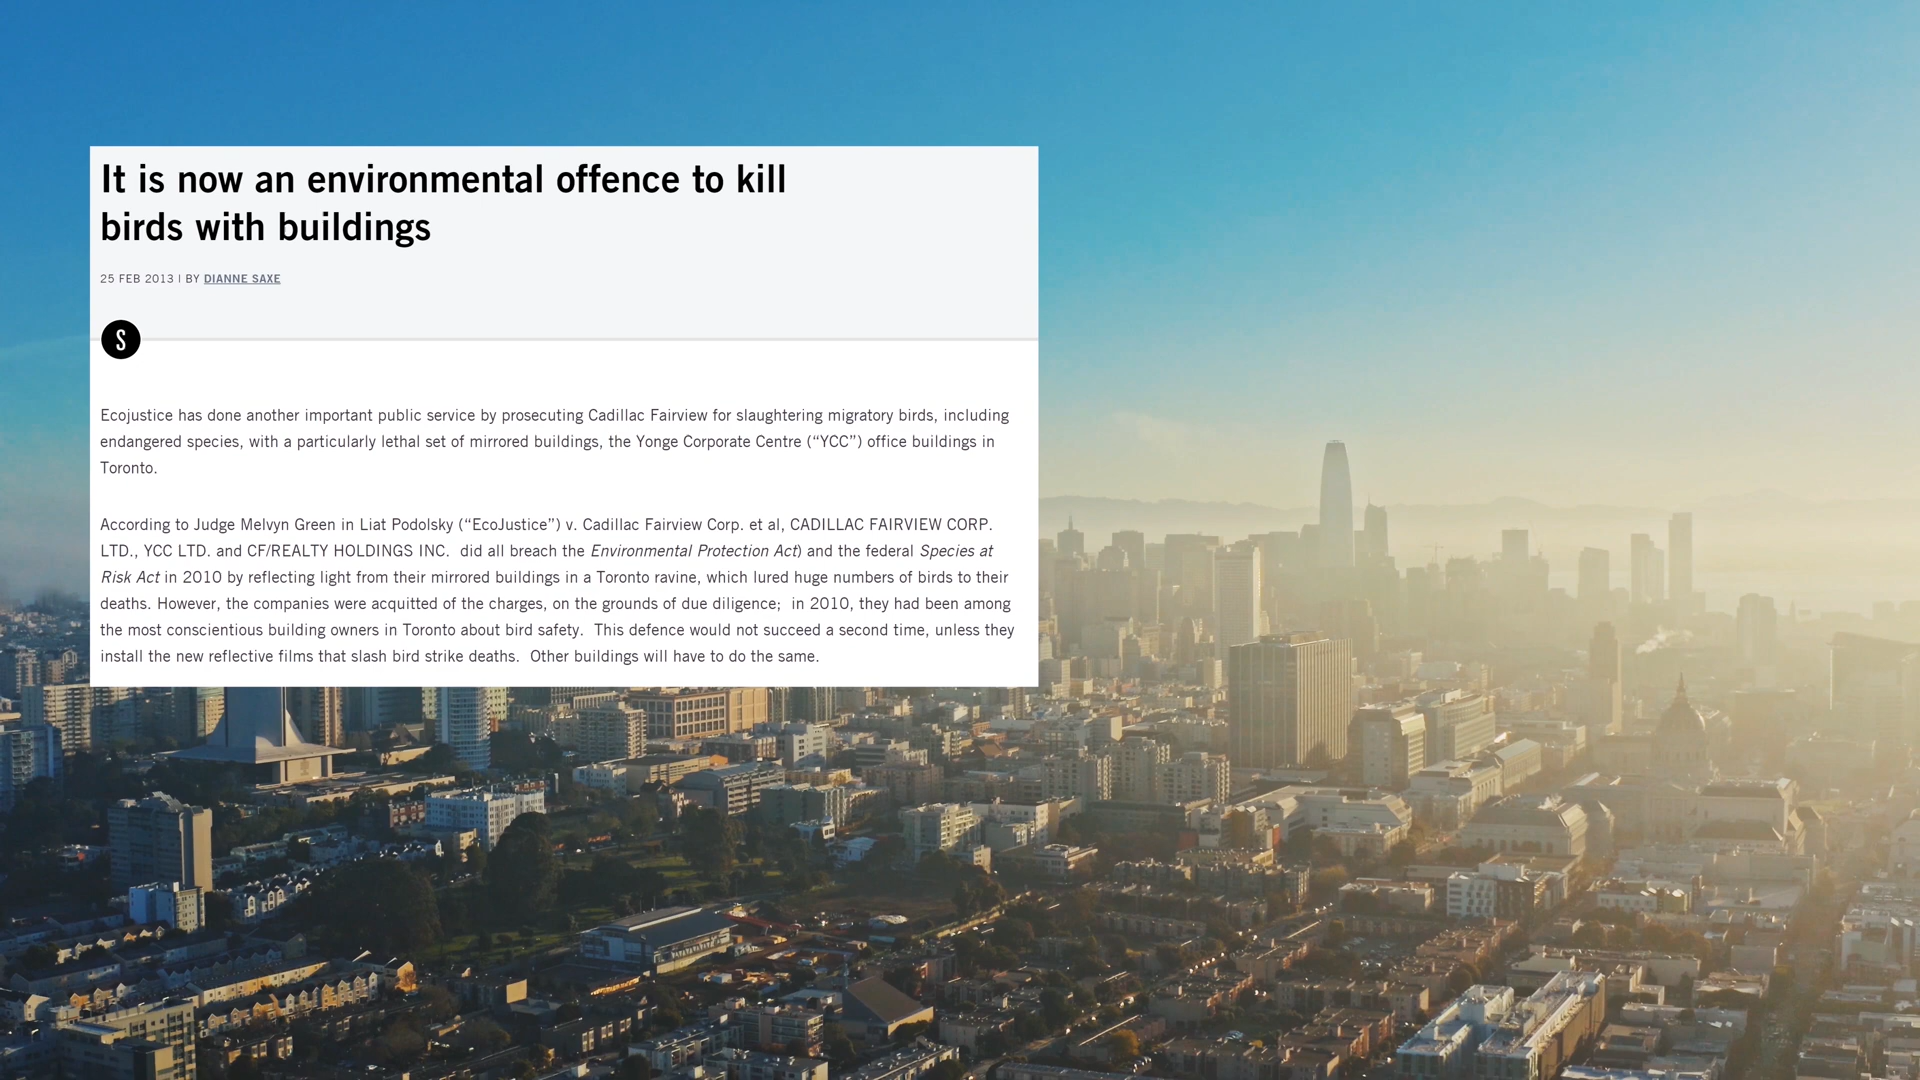 It is now an environmental offence to kill
birds with buildings
25 FEB 2013 | BY DIANNE SAXE
S
Ecojustice has done another important public service by prosecuting Cadillac Fairview for slaughtering migratory birds, including
endangered species, with a particularly lethal set of mirrored buildings, the Yonge Corporate Centre (“YCC”) office buildings in
Toronto.
According to Judge Melvyn Green in Liat Podolsky (“EcoJustice”) v. Cadillac Fairview Corp. et al, CADILLAC FAIRVIEW CORP.
LTD., YCC LTD. and CF/REALTY HOLDINGS INC.  did all breach the Environmental Protection Act) and the federal Species at
Risk Act in 2010 by reflecting light from their mirrored buildings in a Toronto ravine, which lured huge numbers of birds to their
deaths. However, the companies were acquitted of the charges, on the grounds of due diligence;  in 2010, they had been among
the most conscientious building owners in Toronto about bird safety.  This defence would not succeed a second time, unless they
install the new reflective films that slash bird strike deaths.  Other buildings will have to do the same.